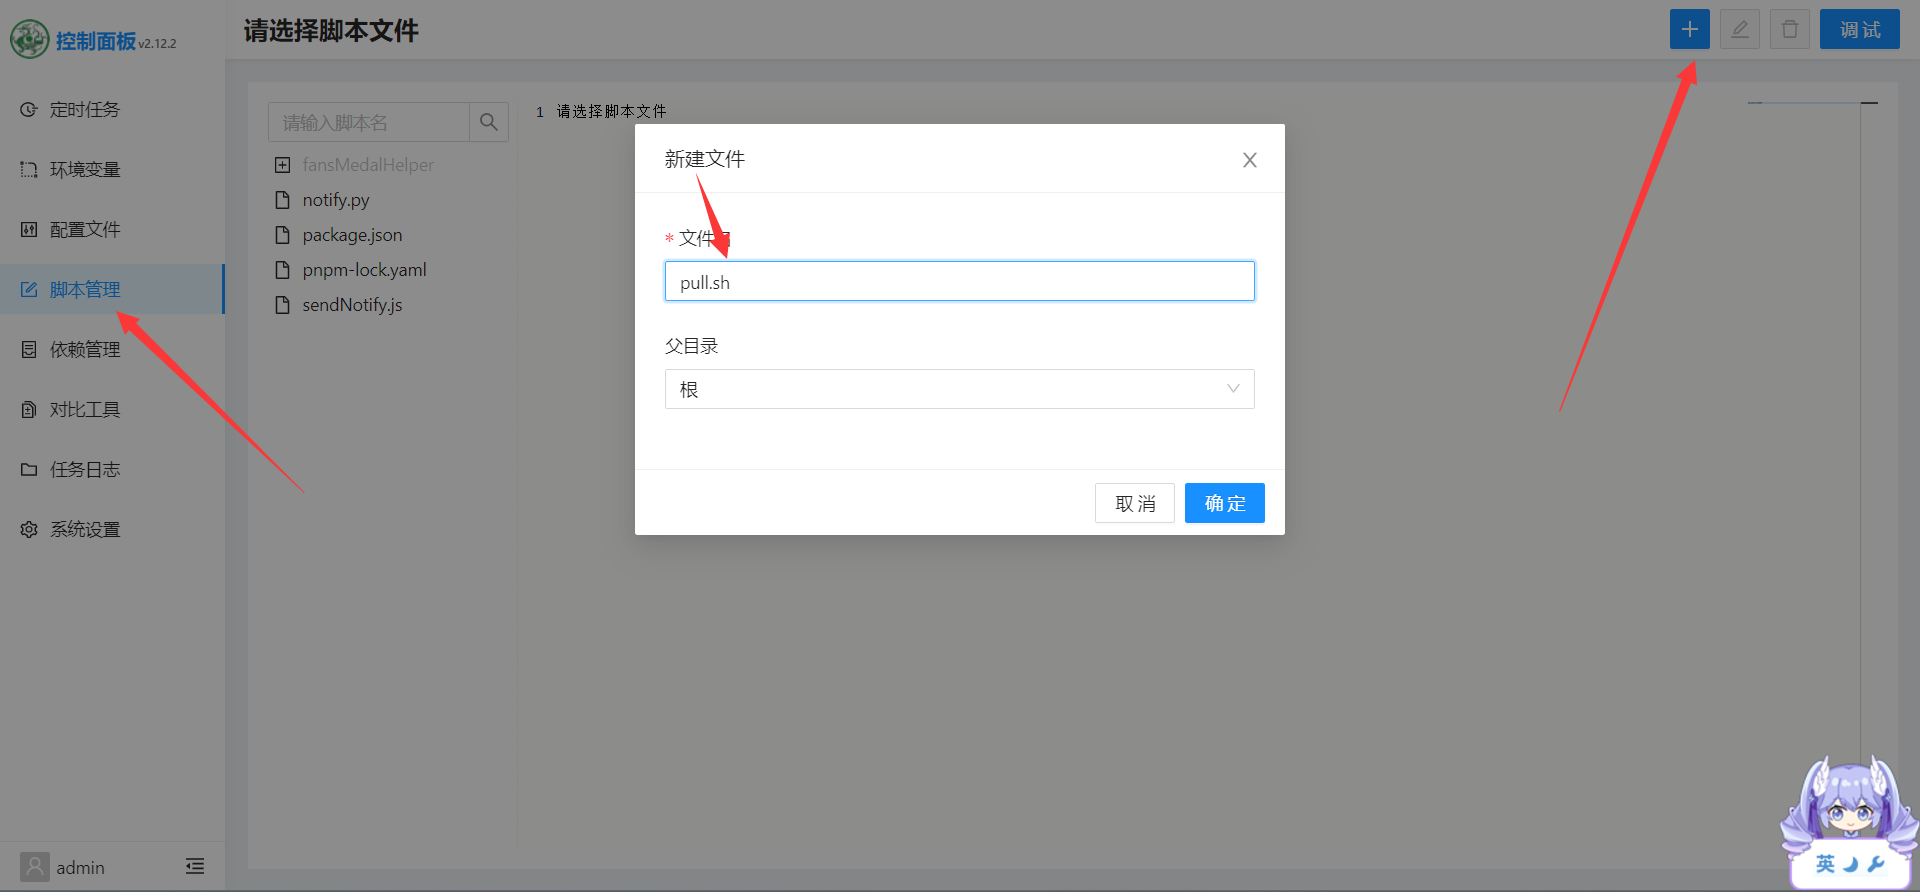 控制面板 v2.12.2
请选择脚本文件
调试
定时任务
环境变量
配置文件
脚本管理
依赖管理
对比工具
任务日志
系统设置
admin
请输入脚本名
fansMedalHelper
notify.py
package.json
pnpm-lock.yaml
sendNotify.js
1 请选择脚本文件
新建文件
* 文件
pull.sh
父目录
根
取消
确定
英